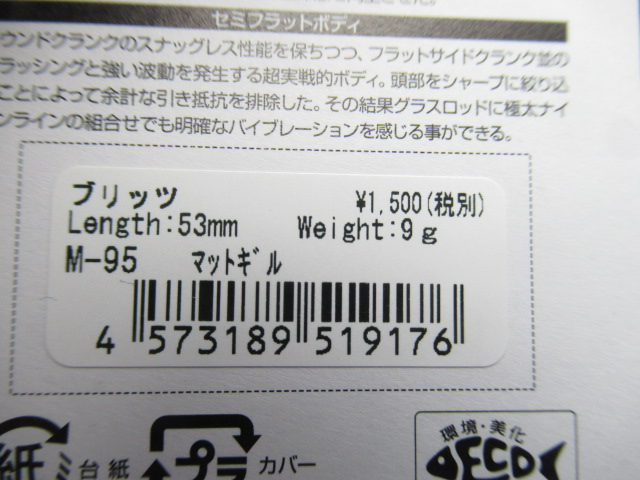 セミフラットボディ
ウンドクランクのスナッグレス性能を保ちつつ、フラットサイドクランク並の
ラッシングと強い波動を発生する超実戦的ボディ。頭部をシャープに絞り込
ことによって余計な引き抵抗を排除した。その結果グラスロッドに極太ナイ
ンラインの組合せでも明確なバイブレーションを感じる事ができる。
ブリッツ ¥1,500(税別)
Length:53mm Weight:9g
M-95 マットギル
4 573189 519176
紙 台紙
プラ カバー
環境・美化
ECO